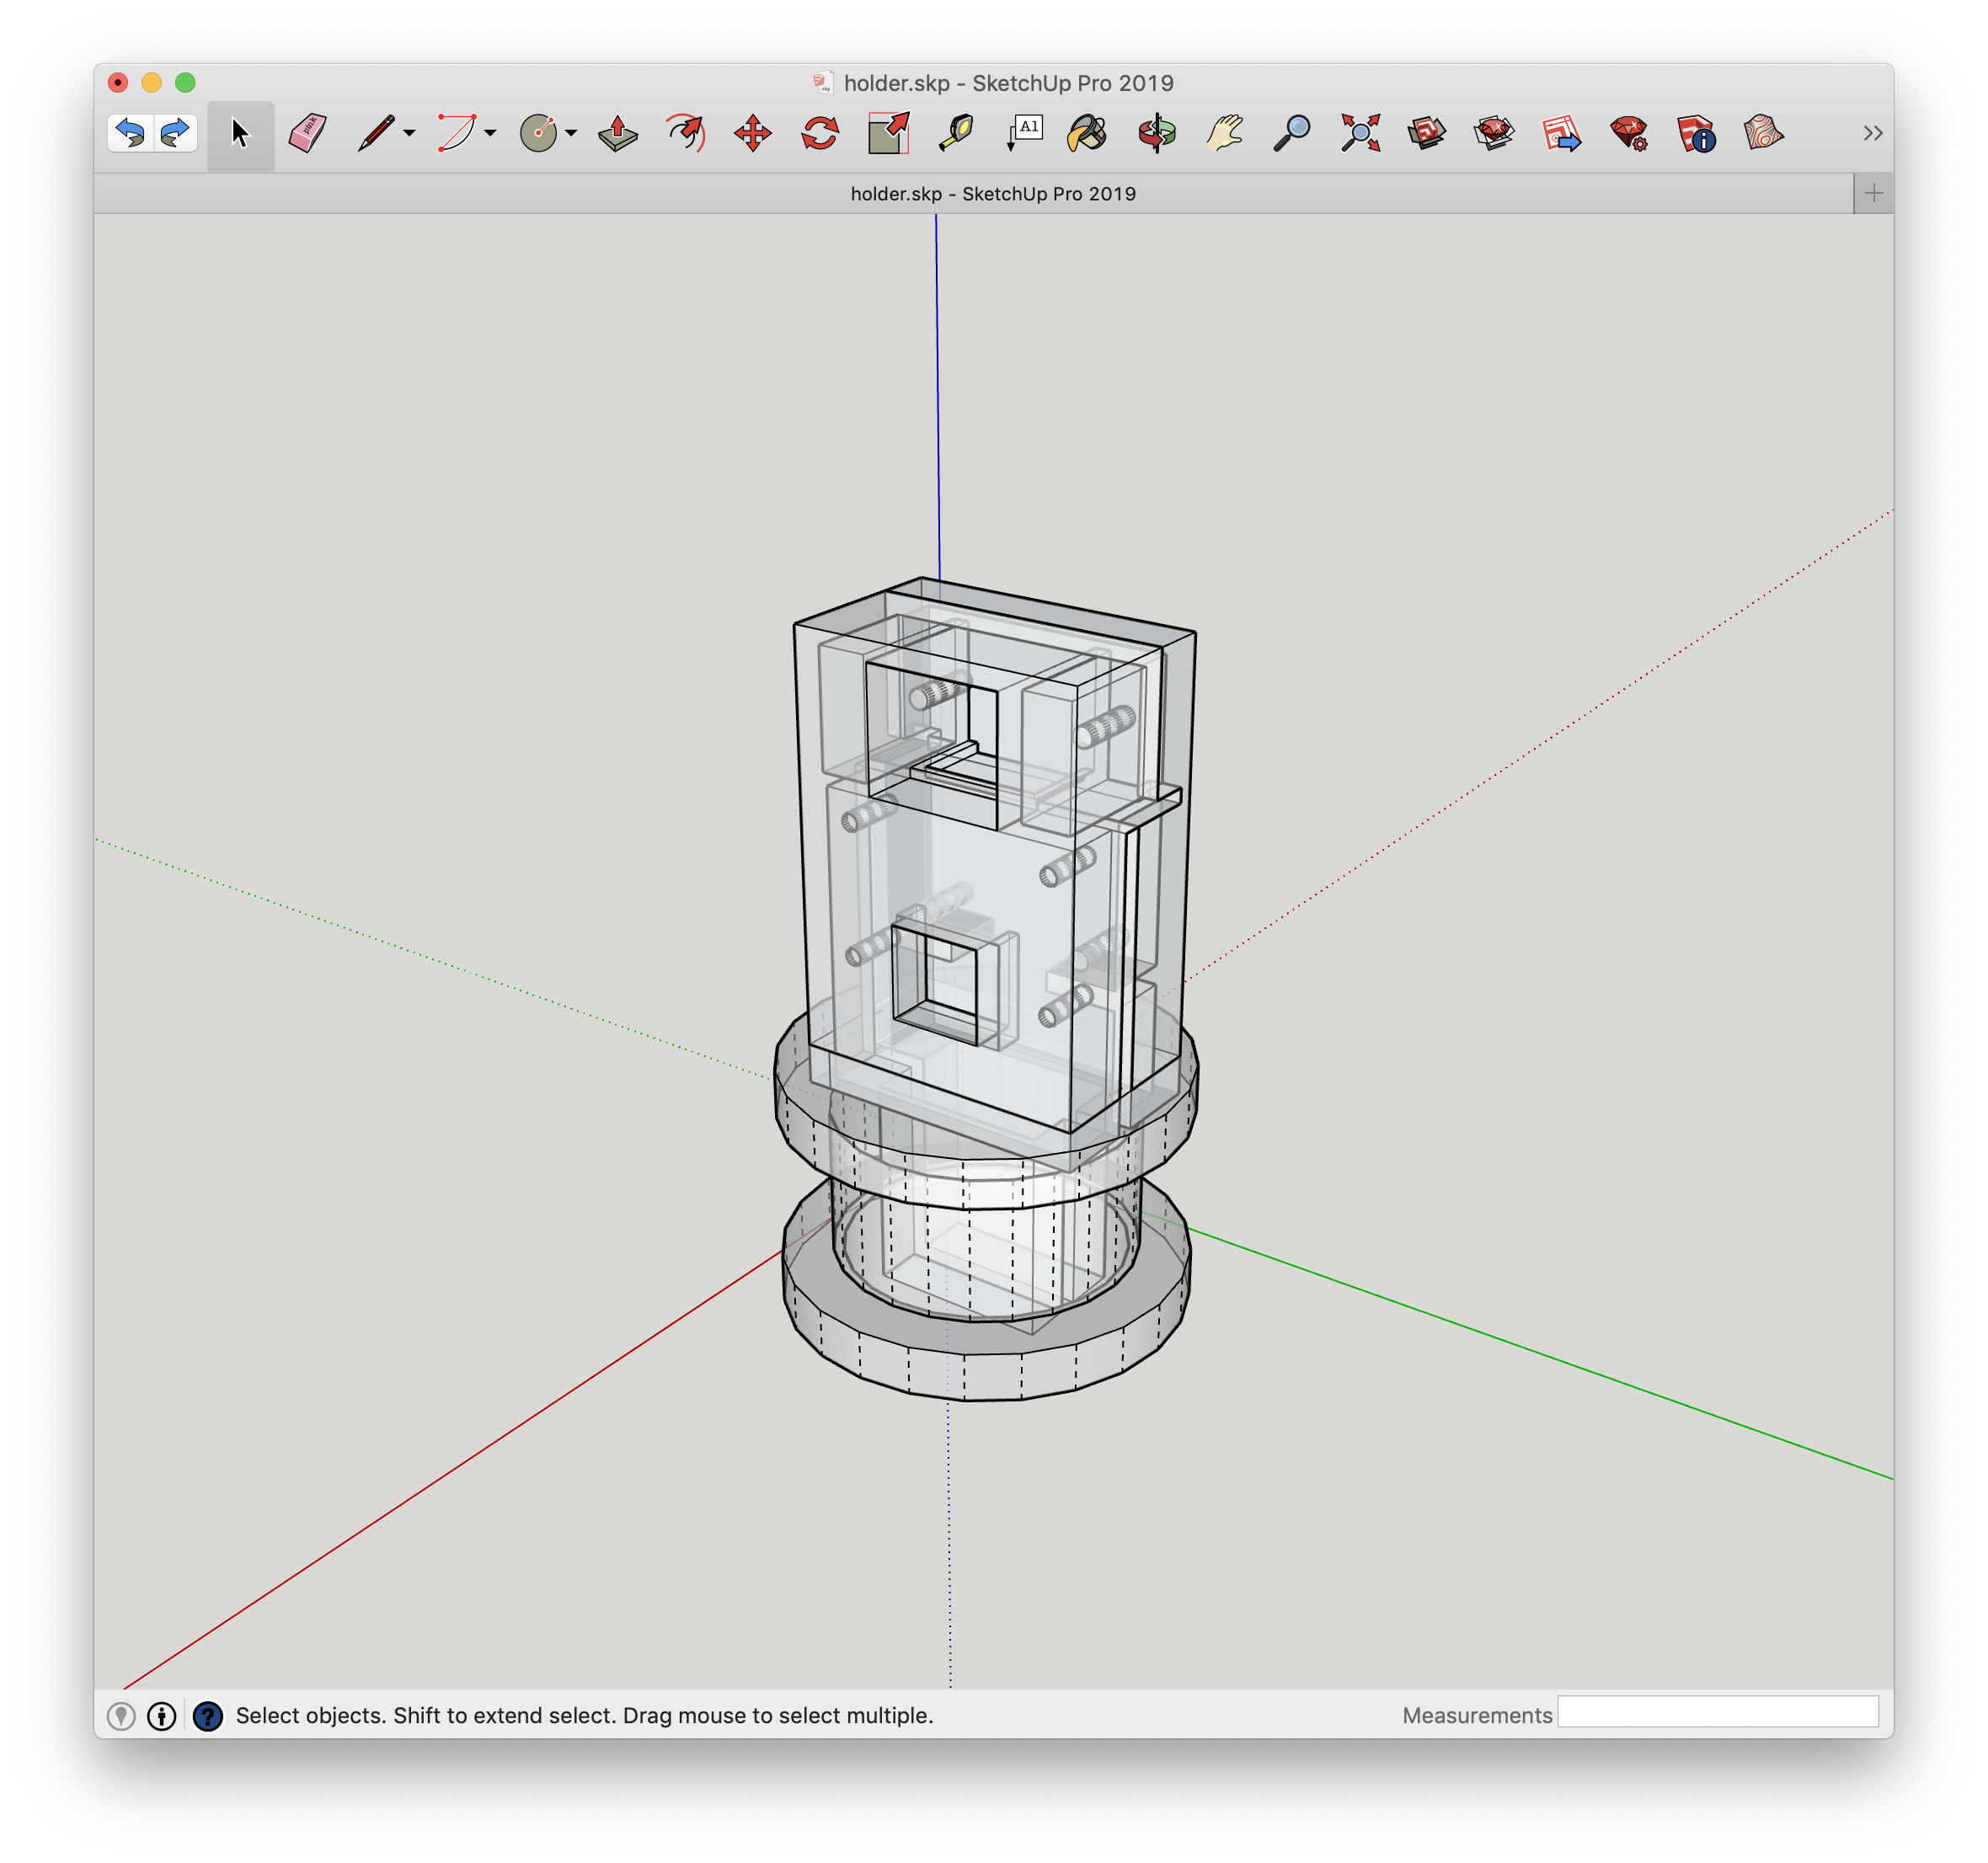 holder.skp - SketchUp Pro 2019
pink
A1
holder.skp - SketchUp Pro 2019
Select objects. Shift to extend select. Drag mouse to select multiple.
Measurements